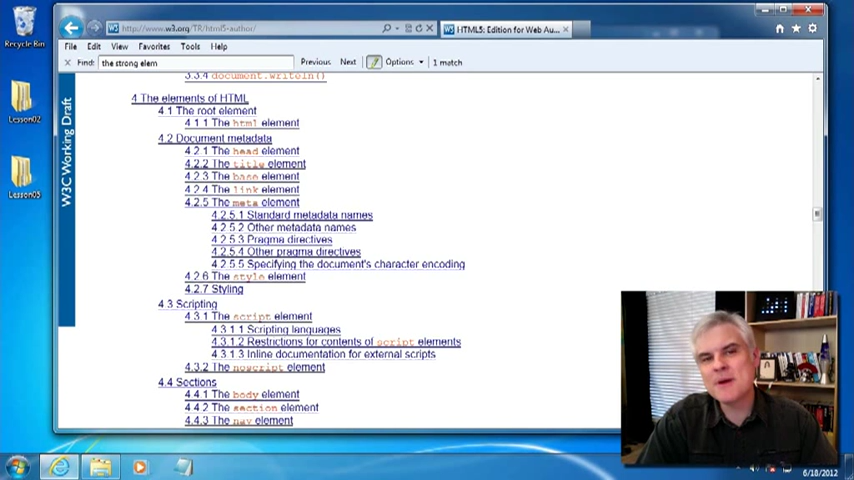 Recycle Bin
Lesson02
Lesson03
http://www.w3.org/TR/html5-author/
HTML5: Edition for Web Au...
File Edit View Favorites Tools Help
Find: the strong elem
Previous Next Options 1 match
W3C Working Draft
3.3.4 document.writeln()
4 The elements of HTML
4.1 The root element
4.1.1 The html element
4.2 Document metadata
4.2.1 The head element
4.2.2 The title element
4.2.3 The base element
4.2.4 The link element
4.2.5 The meta element
4.2.5.1 Standard metadata names
4.2.5.2 Other metadata names
4.2.5.3 Pragma directives
4.2.5.4 Other pragma directives
4.2.5.5 Specifying the document's character encoding
4.2.6 The style element
4.2.7 Styling
4.3 Scripting
4.3.1 The script element
4.3.1.1 Scripting languages
4.3.1.2 Restrictions for contents of script elements
4.3.1.3 Inline documentation for external scripts
4.3.2 The noscript element
4.4 Sections
4.4.1 The body element
4.4.2 The section element
4.4.3 The nav element
6/18/2012